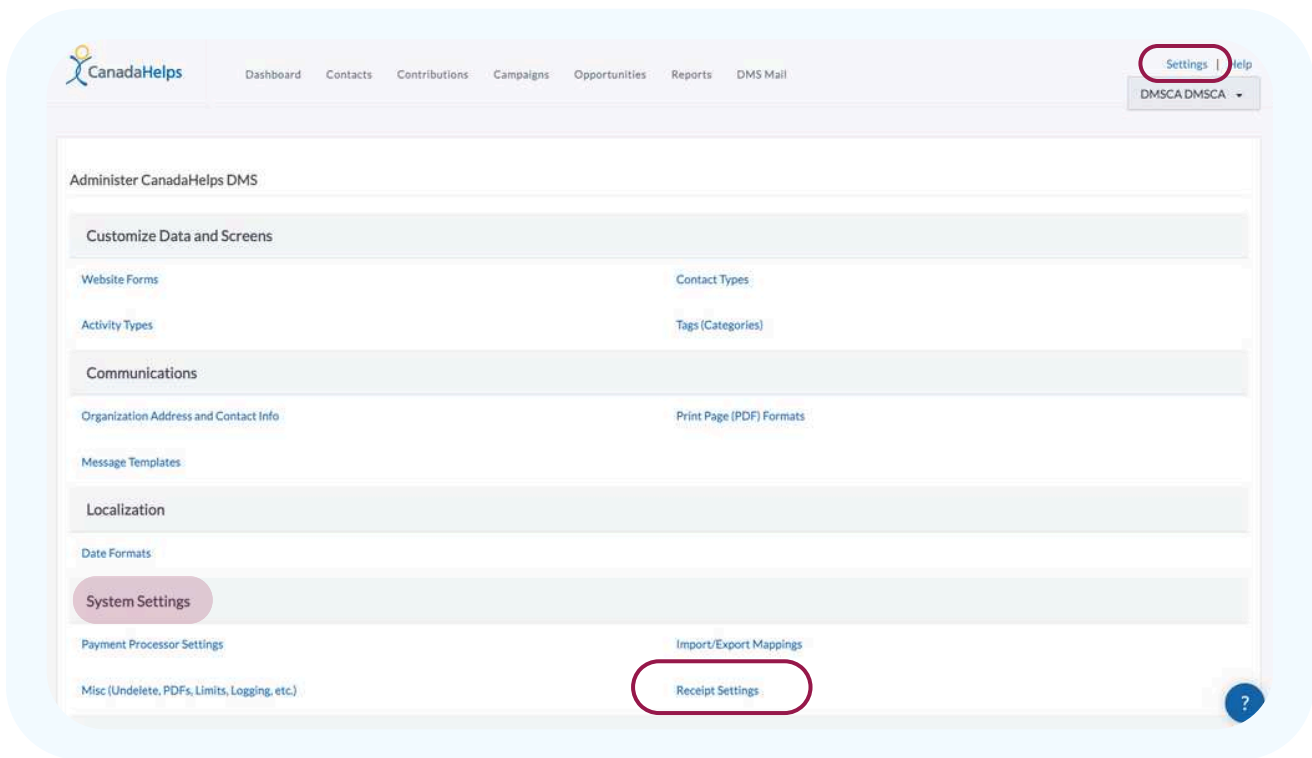 CanadaHelps
Dashboard Contacts Contributions Campaigns Opportunities Reports DMS Mail
Settings | Help
DMSCA DMSCA
Administer CanadaHelps DMS
Customize Data and Screens
Website Forms Contact Types
Activity Types Tags (Categories)
Communications
Organization Address and Contact Info Print Page (PDF) Formats
Message Templates
Localization
Date Formats
System Settings
Payment Processor Settings Import/Export Mappings
Misc (Undelete, PDFs, Limits, Logging, etc.) Receipt Settings
?